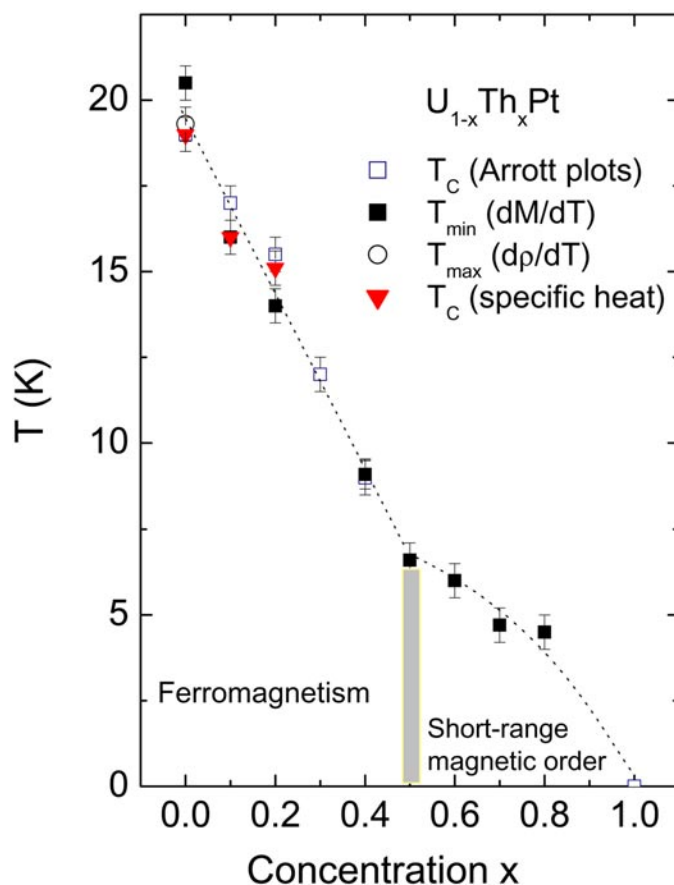 U1-xThxPt
TC (Arrott plots)
Tmin (dM/dT)
Tmax (dρ/dT)
TC (specific heat)
T (K)
20
15
10
5
0
Ferromagnetism
Short-range
magnetic order
0.0 0.2 0.4 0.6 0.8 1.0
Concentration x